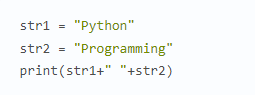 str1 = "Python"
str2 = "Programming"
print(str1+" "+str2)